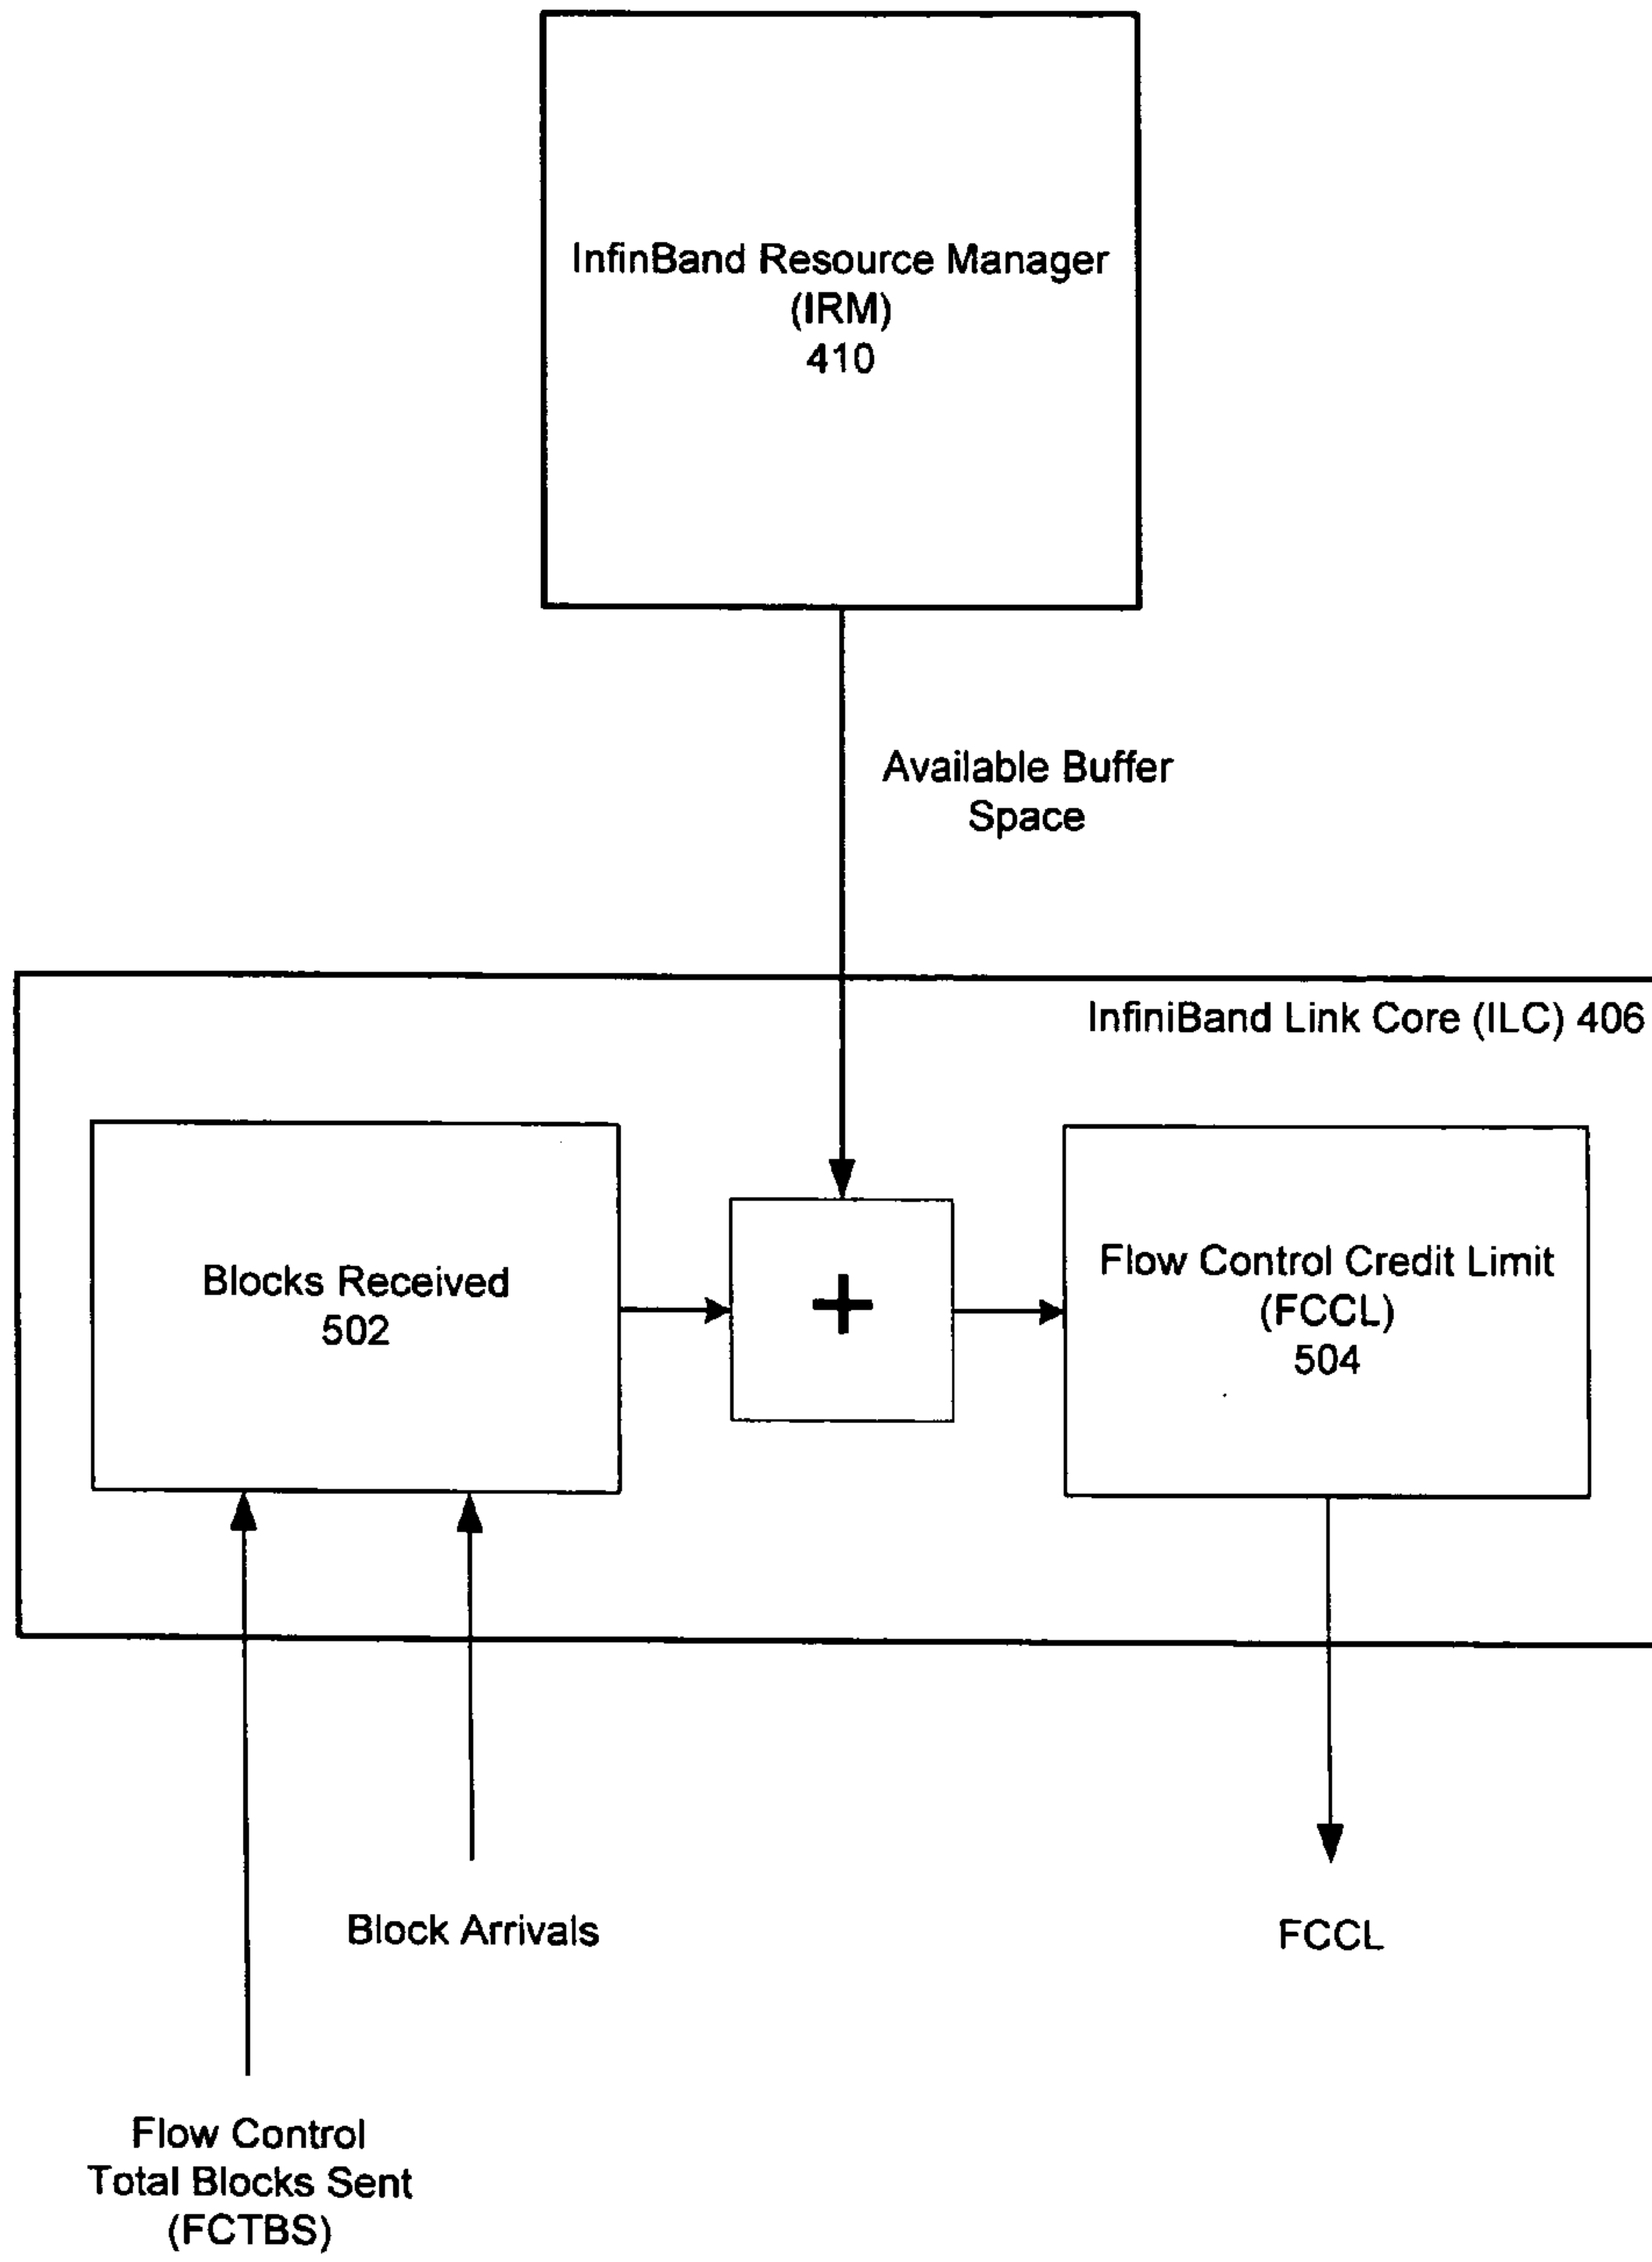 InfinBand Resource Manager
(IRM)
410
Available Buffer
Space
InfiniBand Link Core (ILC) 406
Blocks Received
502
+
Flow Control Credit Limit
(FCCL)
504
Block Arrivals
FCCL
Flow Control
Total Blocks Sent
(FCTBS)